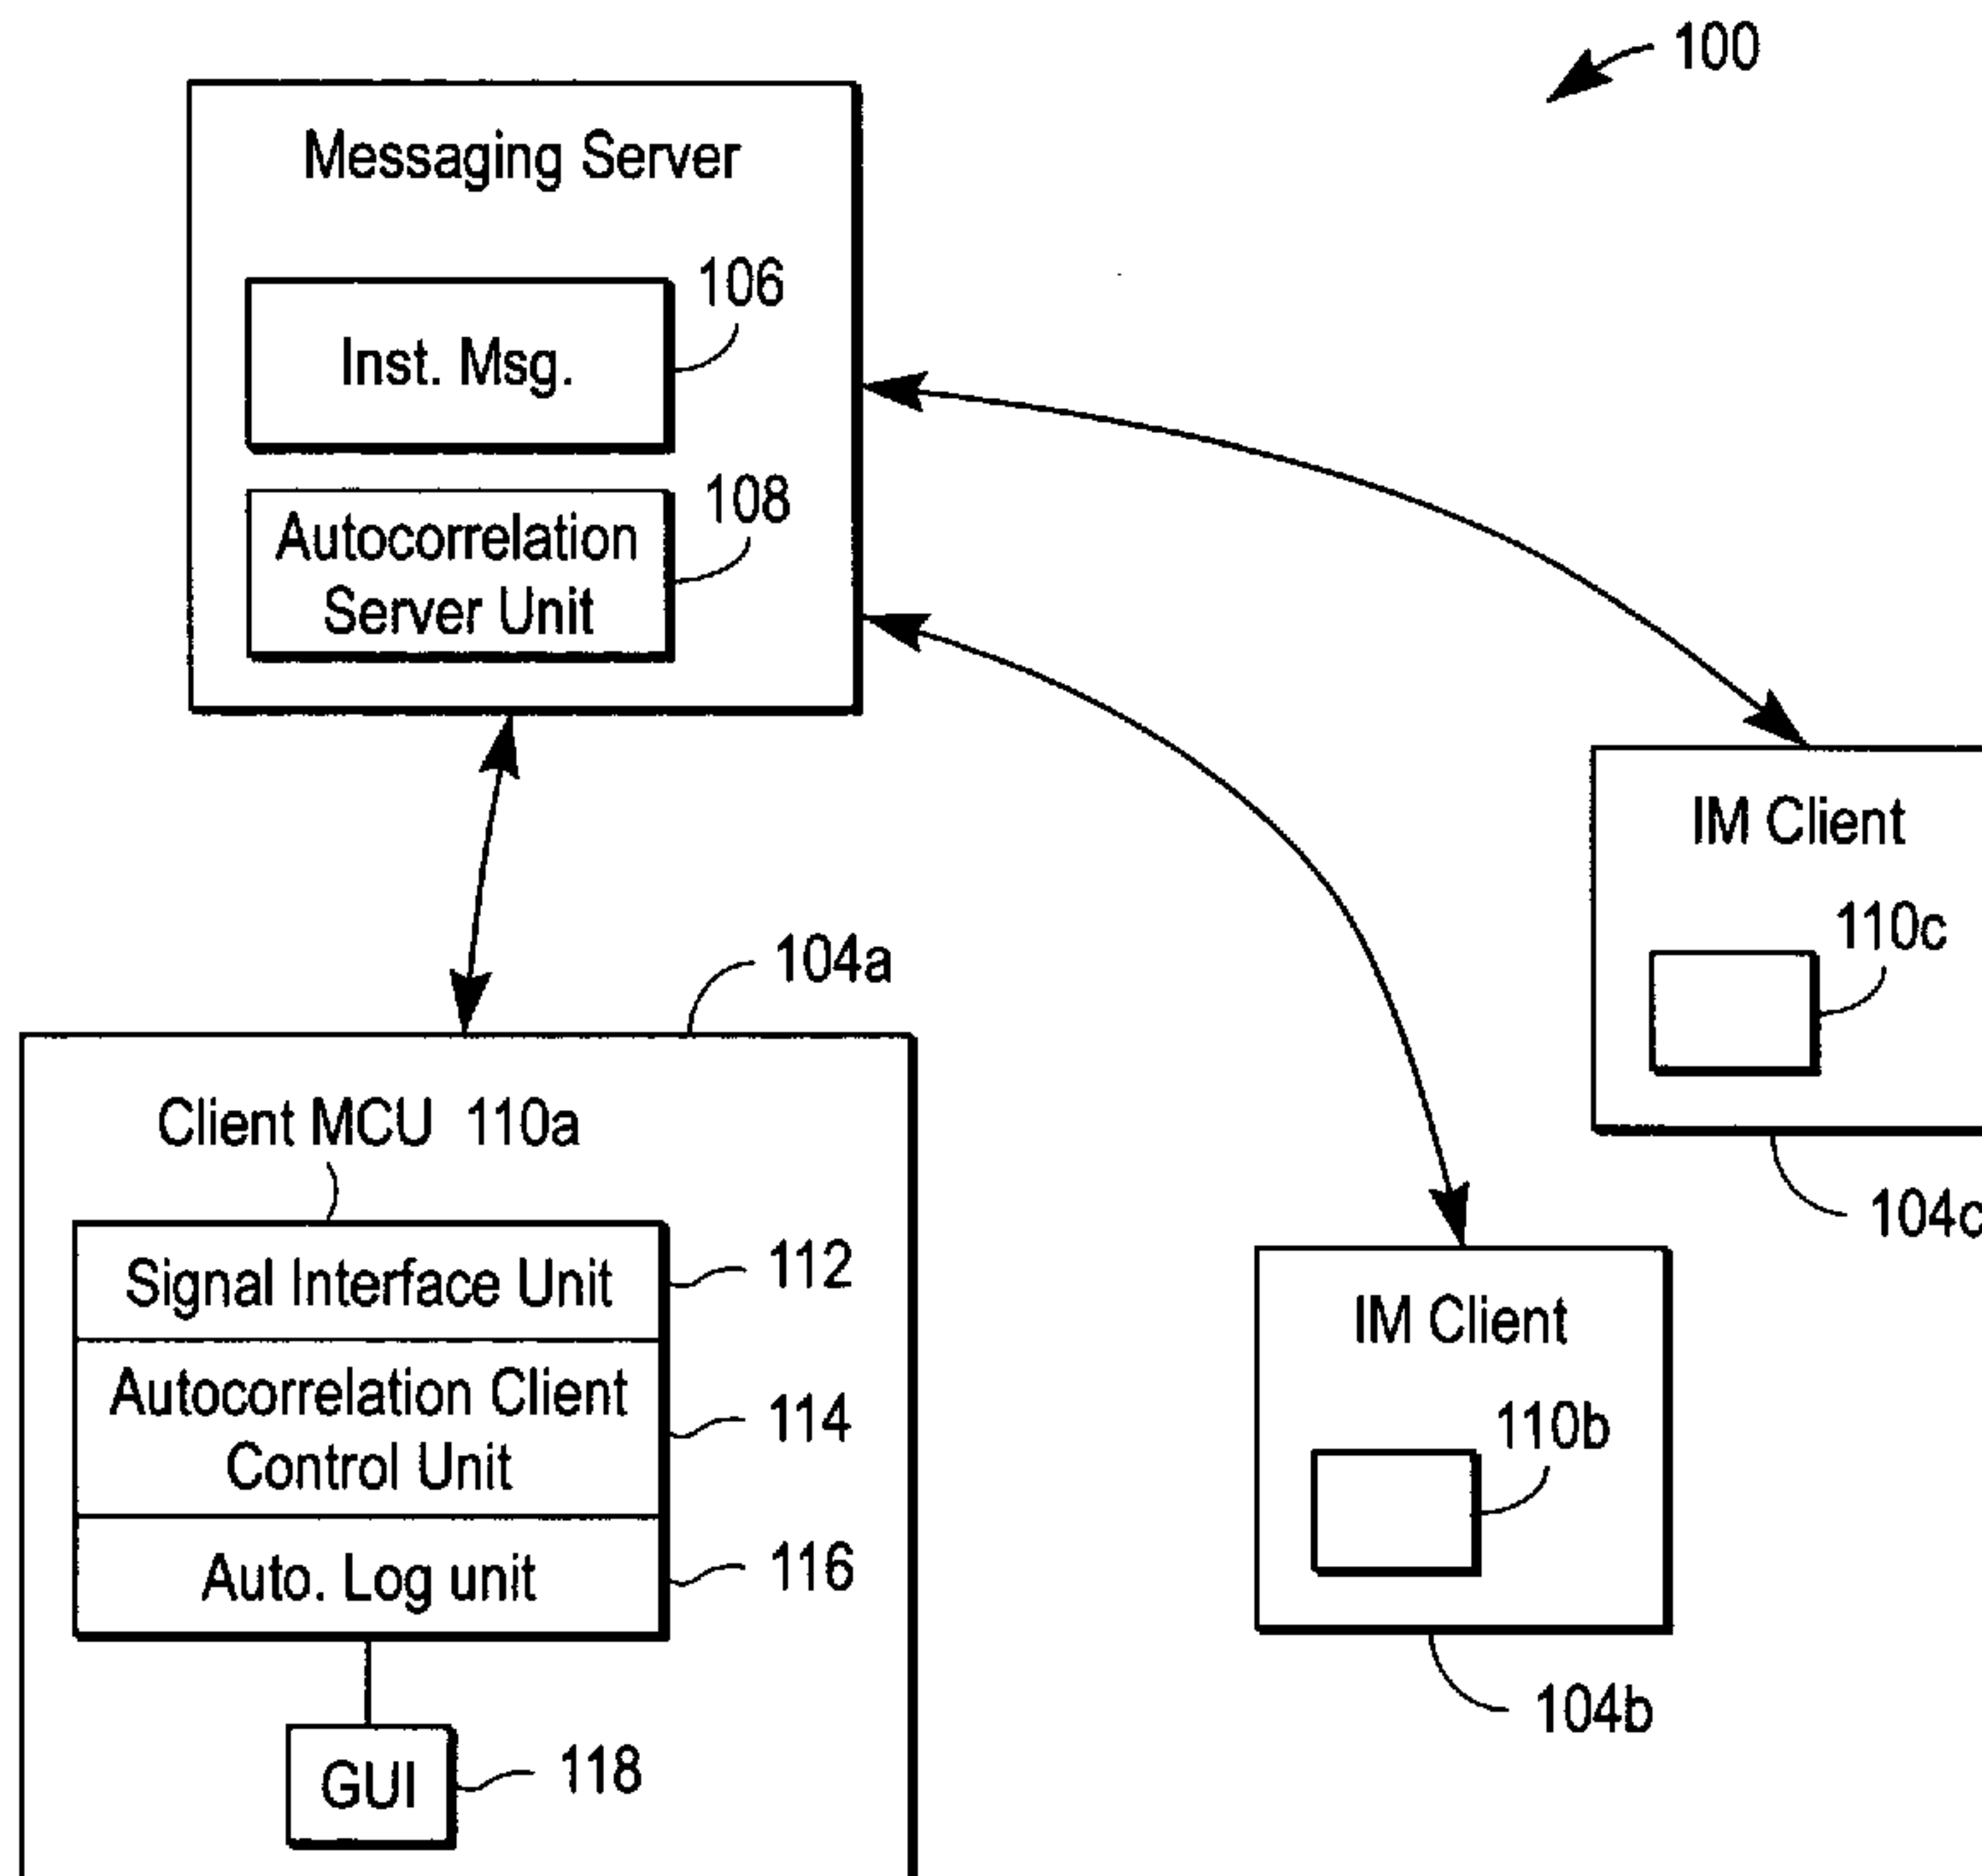 100
Messaging Server
106
Inst. Msg.
108
Autocorrelation
Server Unit
104a
Client MCU 110a
Signal Interface Unit
112
Autocorrelation Client
Control Unit
114
Auto. Log unit
116
GUI
118
IM Client
110c
104c
IM Client
110b
104b